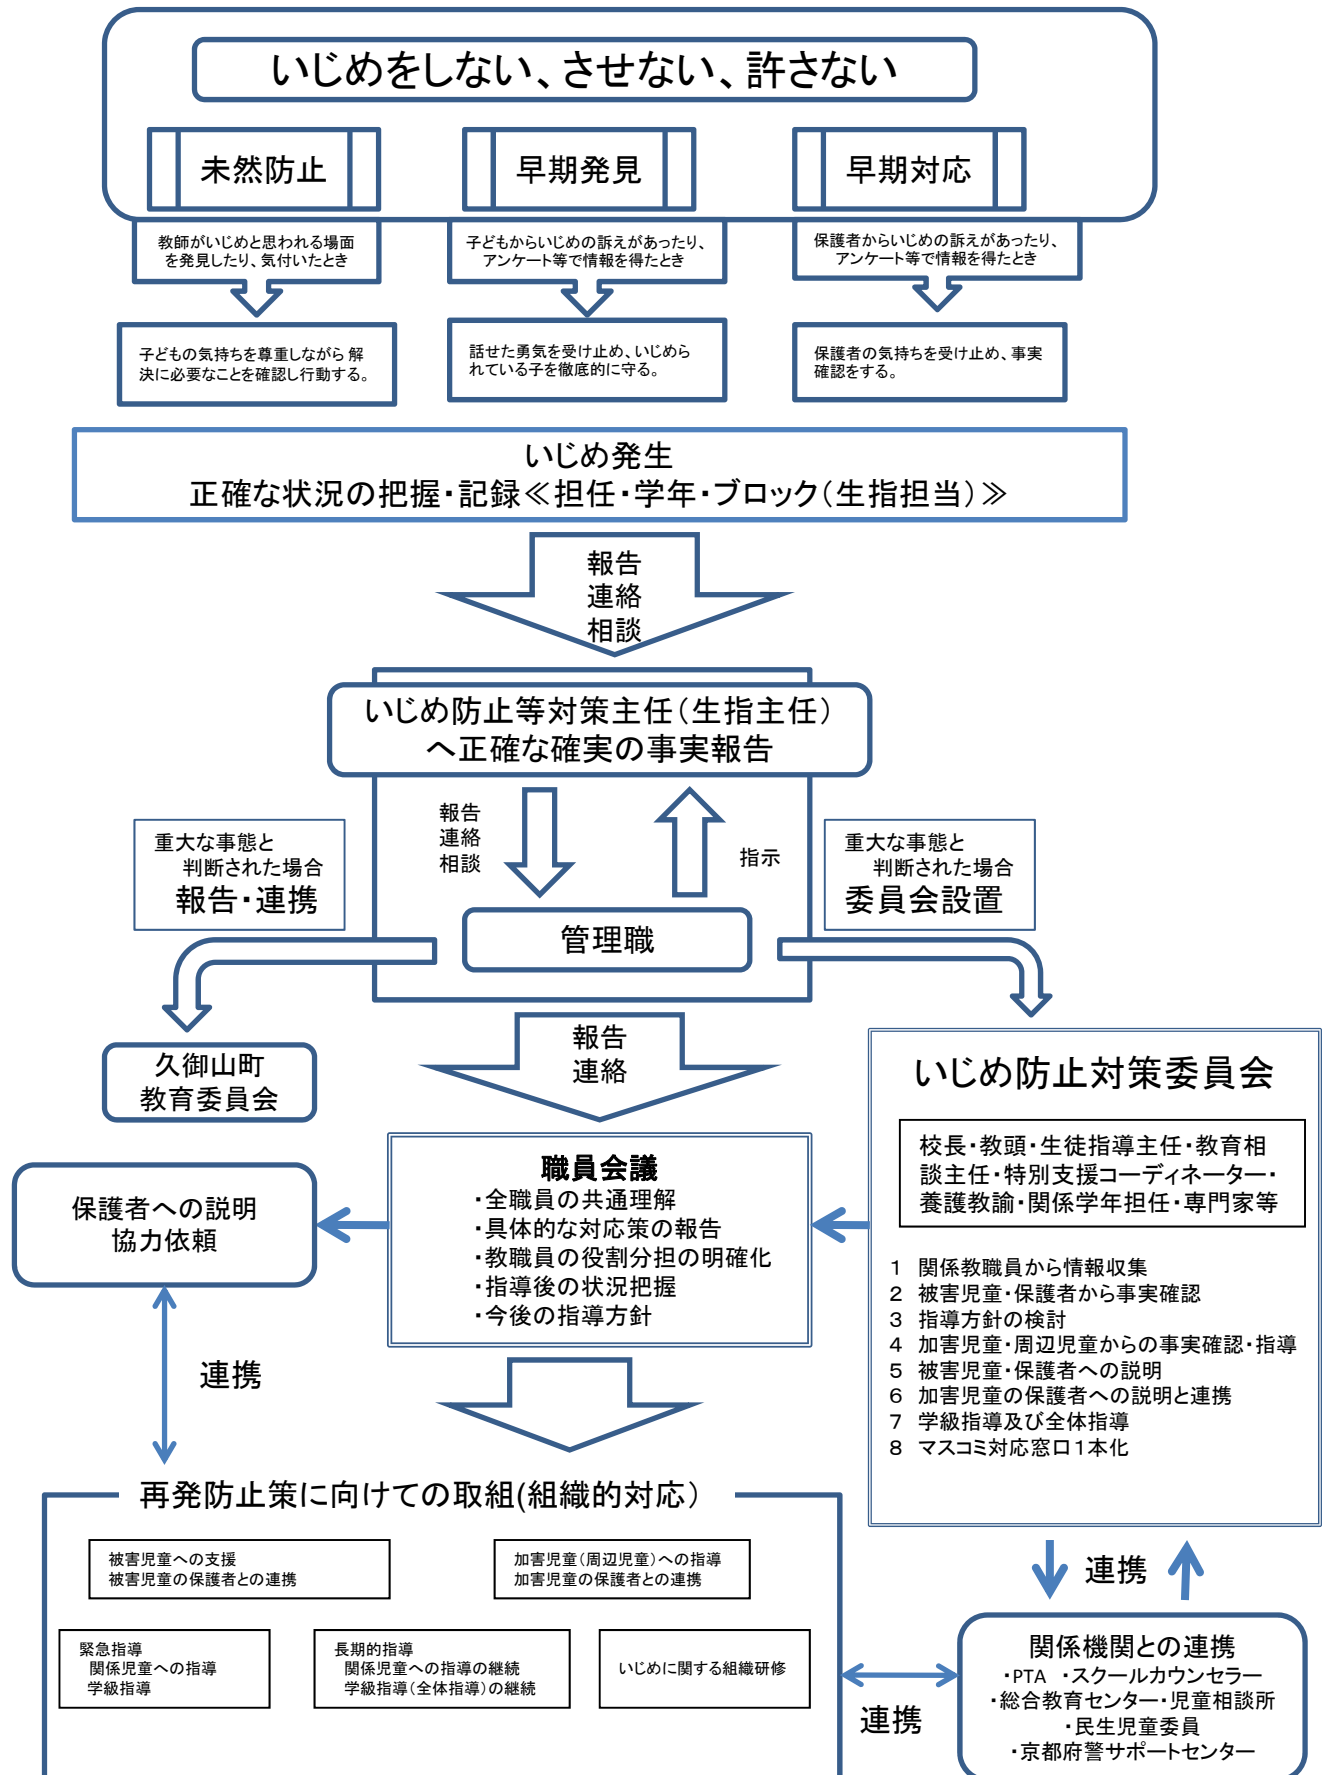 いじめをしない、させない、許さない
未然防止
早期発見
早期対応
教師がいじめと思われる場面
を発見したり、気付いたとき
子どもからいじめの訴えがあったり、
アンケート等で情報を得たとき
保護者からいじめの訴えがあったり、
アンケート等で情報を得たとき
子どもの気持ちを尊重しながら 解
決に必要なことを確認し行動する。
話せた勇気を受け止め、いじめら
れている子を徹底的に守る。
保護者の気持ちを受け止め、事実
確認をする。
いじめ発生
正確な状況の把握・記録≪担任・学年・ブロック（生指担当）≫
報告
連絡
相談
いじめ防止等対策主任（生指主任）
へ正確な確実の事実報告
報告
連絡
相談
指示
管理職
重大な事態と
判断された場合
報告・連携
重大な事態と
判断された場合
委員会設置
久御山町
教育委員会
報告
連絡
いじめ防止対策委員会
校長・教頭・生徒指導主任・教育相
談主任・特別支援コーディネーター・
養護教諭・関係学年担任・専門家等
1 関係教職員から情報収集
2 被害児童・保護者から事実確認
3 指導方針の検討
4 加害児童・周辺児童からの事実確認・指導
5 被害児童・保護者への説明
6 加害児童の保護者への説明と連携
7 学級指導及び全体指導
8 マスコミ対応窓口１本化
職員会議
・全職員の共通理解
・具体的な対応策の報告
・教職員の役割分担の明確化
・指導後の状況把握
・今後の指導方針
保護者への説明
協力依頼
連携
再発防止策に向けての取組(組織的対応）
被害児童への支援
被害児童の保護者との連携
加害児童（周辺児童）への指導
加害児童の保護者との連携
緊急指導
関係児童への指導
学級指導
長期的指導
関係児童への指導の継続
学級指導（全体指導）の継続
いじめに関する組織研修
連携
連携
関係機関との連携
・PTA ・スクールカウンセラー
・総合教育センター・児童相談所
・民生児童委員
・京都府警サポートセンター